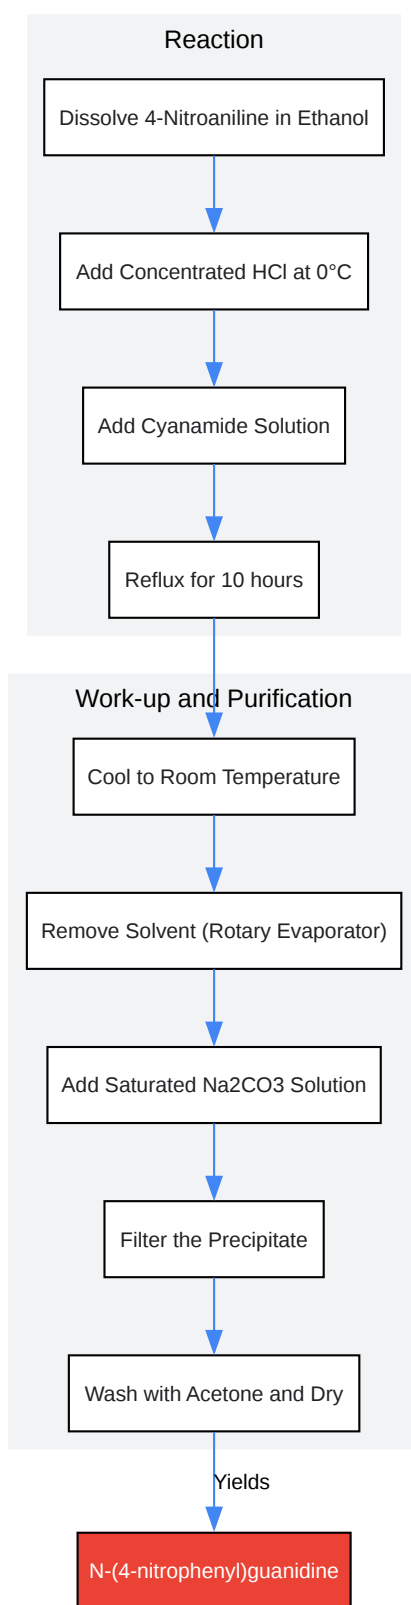 Reaction
Dissolve 4-Nitroaniline in Ethanol
Add Concentrated HCl at 0°C
Add Cyanamide Solution
Reflux for 10 hours
Work-up and Purification
Cool to Room Temperature
Remove Solvent (Rotary Evaporator)
Add Saturated Na2CO3 Solution
Filter the Precipitate
Wash with Acetone and Dry
Yields
N-(4-nitrophenyl)guanidine